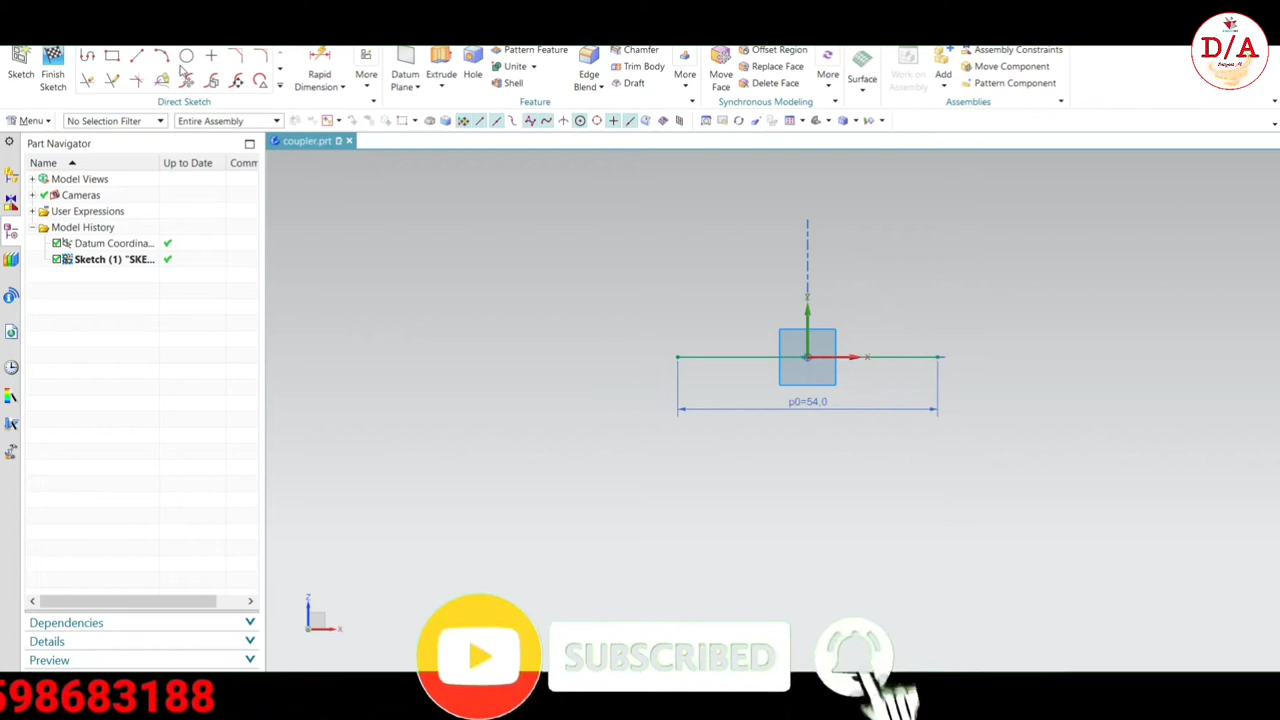 Pattern Feature
Chamfer
Offset Region
Assembly Constraints
Unite
Trim Body
Replace Face
Move Component
Shell
Draft
Delete Face
Pattern Component
Sketch
Finish
Sketch
Rapid
Dimension
More
Datum
Plane
Extrude
Hole
Edge
Blend
More
Move
Face
More
Surface
Work on
Assembly
Add
Direct Sketch
Feature
Synchronous Modeling
Assemblies
Menu
No Selection Filter
Entire Assembly
Part Navigator
coupler.prt
Name
Up to Date
Comm
Model Views
Cameras
User Expressions
Model History
Datum Coordina...
Sketch (1) "SKE...
Dependencies
Details
Preview
Y
X
p0=54,0
Z
X
D/A
SUBSCRIBED
598683188